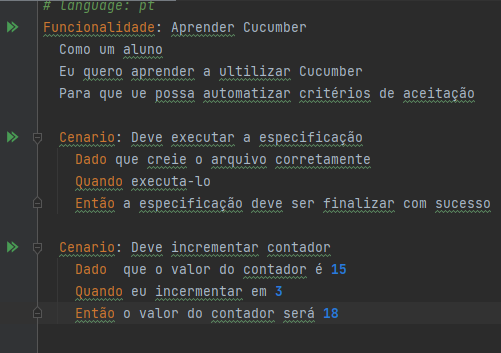 # language: pt
Funcionalidade: Aprender Cucumber
Como um aluno
Eu quero aprender a ultilizar Cucumber
Para que ue possa automatizar critérios de aceitação
Cenario: Deve executar a especificação
Dado que creie o arquivo corretamente
Quando executa-lo
Então a especificação deve ser finalizar com sucesso
Cenario: Deve incrementar contador
Dado  que o valor do contador é 15
Quando eu incermentar em 3
Então o valor do contador será 18